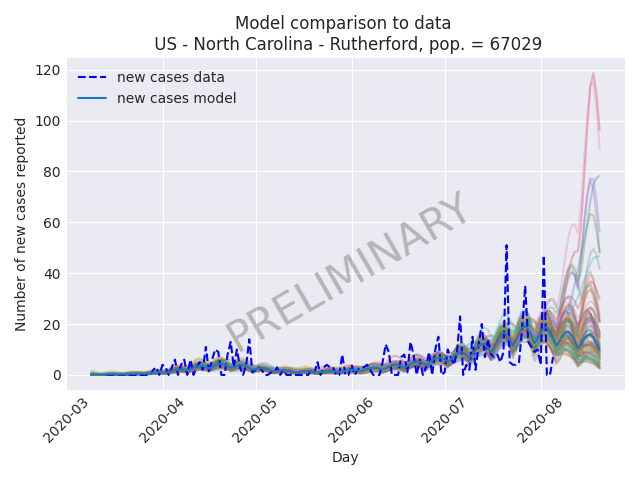 Model comparison to data
US - North Carolina - Rutherford, pop. = 67029
new cases data
new cases model
PRELIMINARY
Number of new cases reported
120
100
80
60
40
20
0
2020-03
2020-04
2020-05
2020-06
2020-07
2020-08
Day